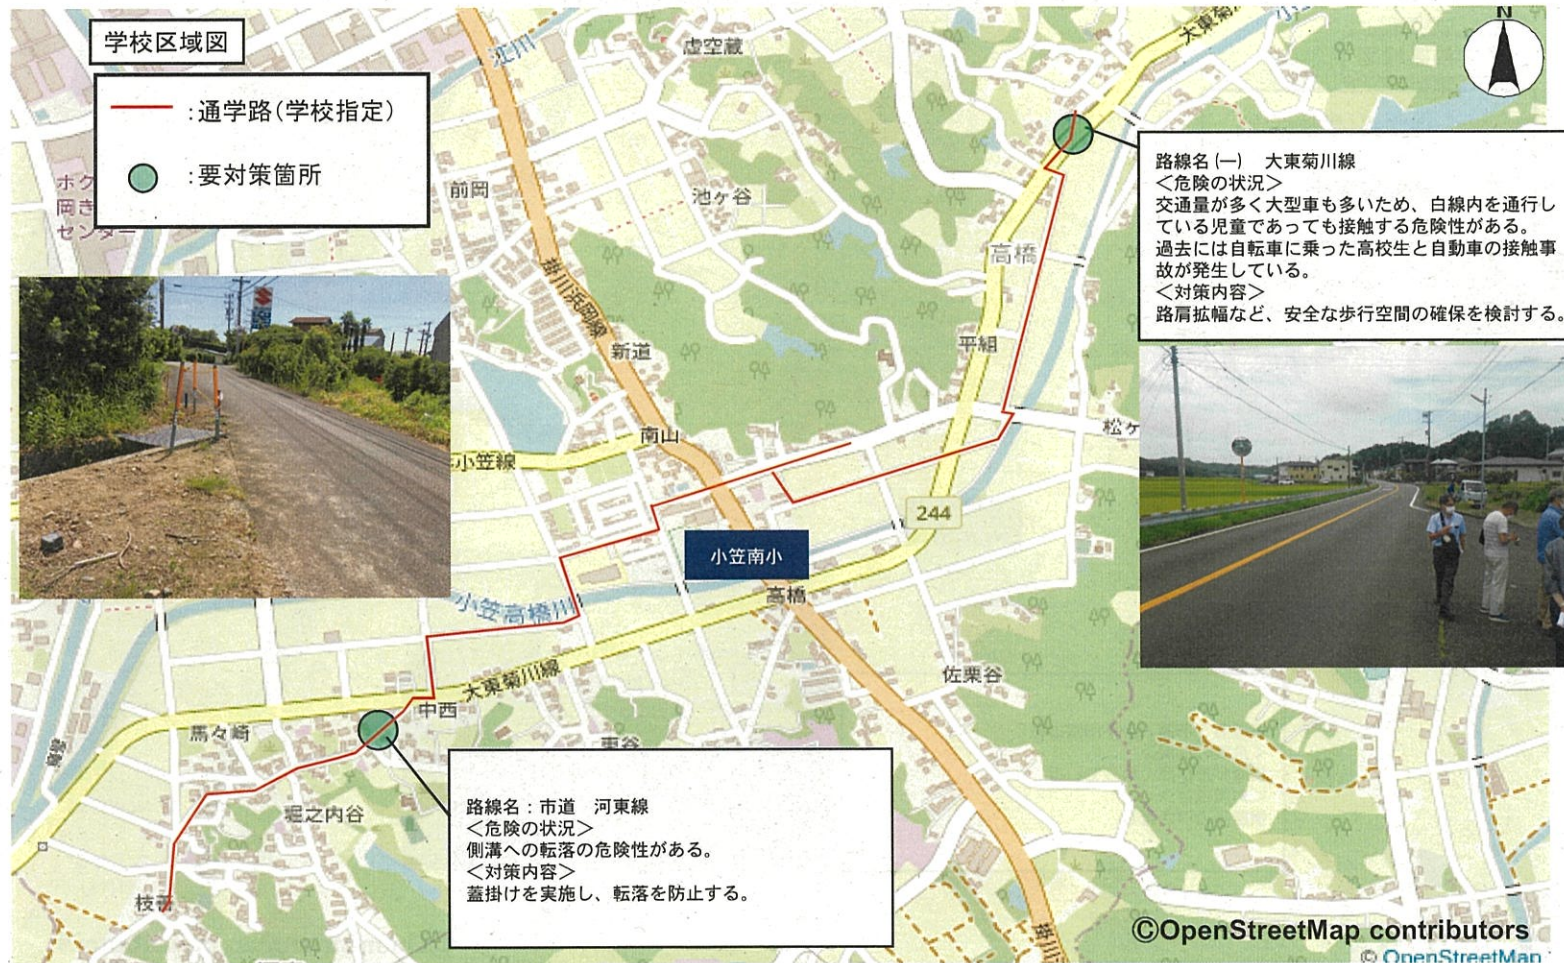 学校区域図
:通学路(学校指定)
:要対策箇所
N
江川
虚空蔵
大東菊川
前岡
池ヶ谷
高橋
掛川浜岡線
新道
平組
南山
小笠線
244
小笠南小
小笠高橋川
高橋
大東菊川線
中西
佐栗谷
堀之内谷
路線名(一) 大東菊川線
<危険の状況>
交通量が多く大型車も多いため、白線内を通行し
ている児童であっても接触する危険性がある。
過去には自転車に乗った高校生と自動車の接触事
故が発生している。
<対策内容>
路肩拡幅など、安全な歩行空間の確保を検討する。
路線名:市道 河東線
<危険の状況>
側溝への転落の危険性がある。
<対策内容>
蓋掛けを実施し、転落を防止する。
©OpenStreetMap contributors
© OpenStreetMap